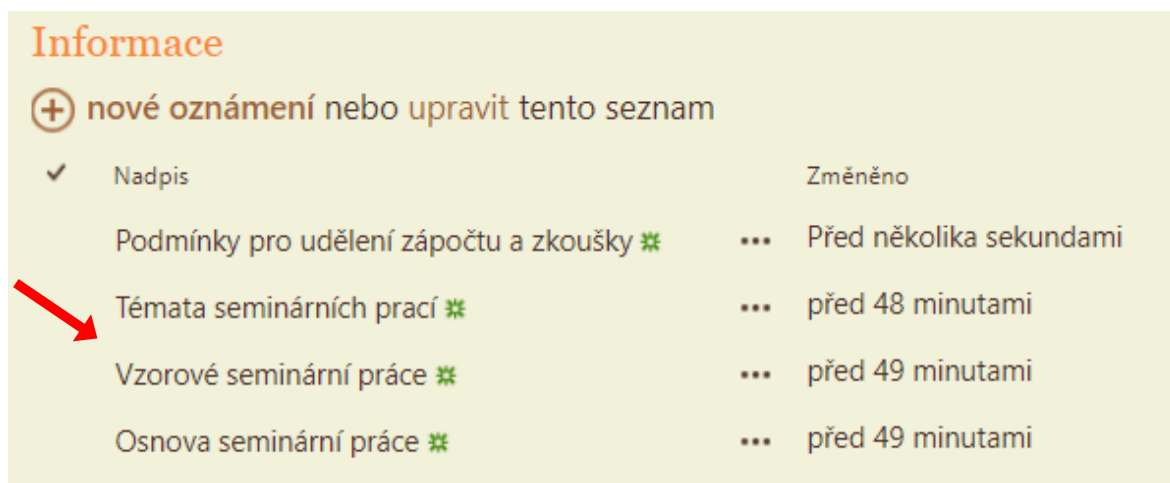 Informace
nové oznámení nebo upravit tento seznam
Nadpis Změněno
Podmínky pro udělení zápočtu a zkoušky ... Před několika sekundami
Témata seminárních prací ... před 48 minutami
Vzorové seminární práce ... před 49 minutami
Osnova seminární práce ... před 49 minutami